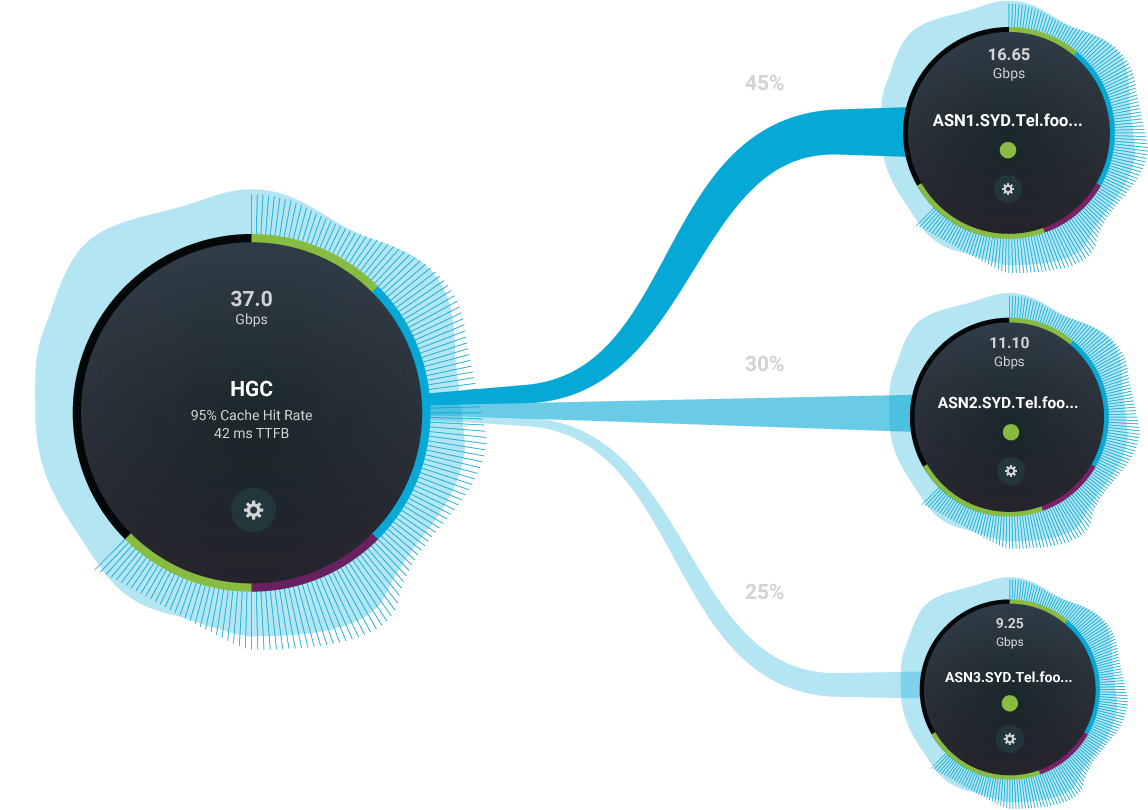 37.0
Gbps
HGC
95% Cache Hit Rate
42 ms TTFB
45%
16.65
Gbps
ASN1.SYD.Tel.foo...
30%
11.10
Gbps
ASN2.SYD.Tel.foo...
25%
9.25
Gbps
ASN3.SYD.Tel.foo...